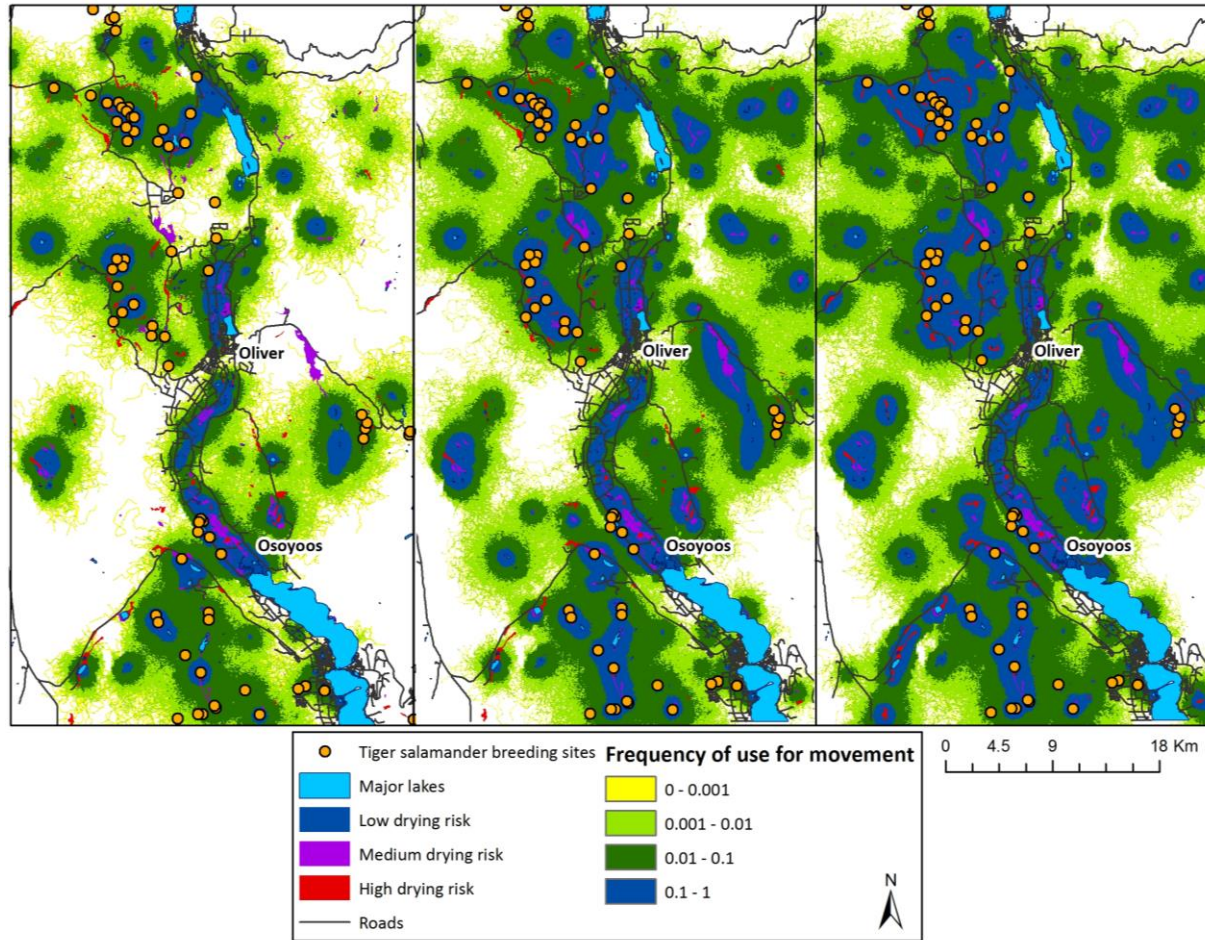 Oliver
Oliver
Oliver
Osoyoos
Osoyoos
Osoyoos
Tiger salamander breeding sites
Major lakes
Low drying risk
Medium drying risk
High drying risk
Roads
Frequency of use for movement
0 - 0.001
0.001 - 0.01
0.01 - 0.1
0.1 - 1
N
0 4.5 9 18 Km